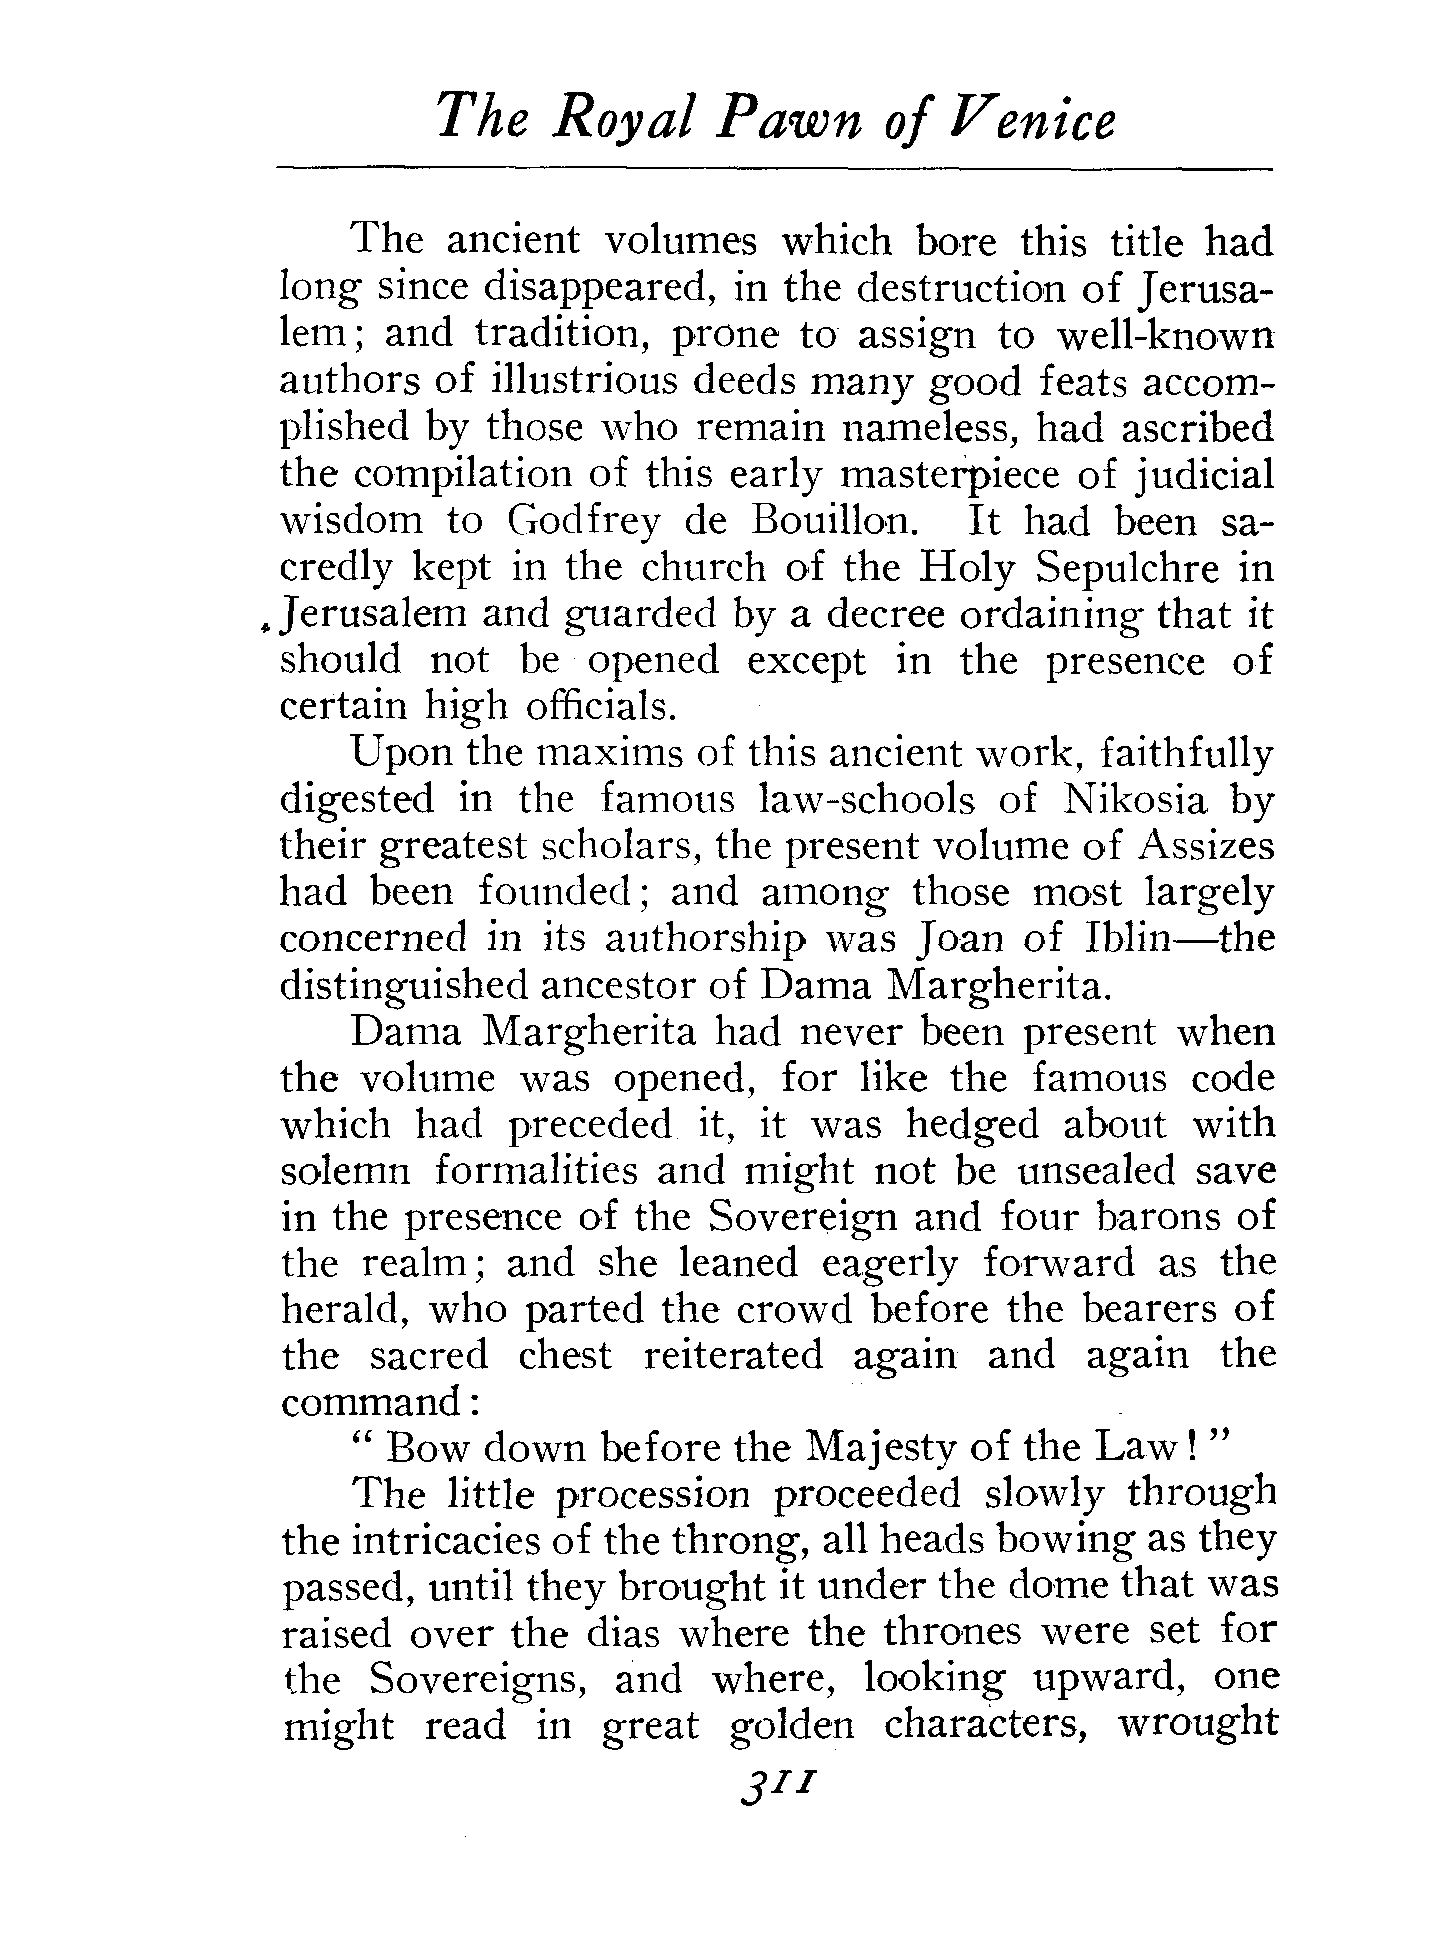 The Royal Pawn of Venice
The ancient volumes which bore this title had
long since disappeared, in the destruction of Jerusa-
lem; and tradition, prone to assign to well-known
authors of illustrious deeds many good feats accom-
plished by those who remain nameless, had ascribed
the compilation of this early masterpiece of judicial
wisdom to Godfrey de Bouillon. It had been sa-
credly kept in the church of the Holy Sepulchre in
Jerusalem and guarded by a decree ordaining that it
should not be opened except in the presence of
certain high officials.
Upon the maxims of this ancient work, faithfully
digested in the famous law-schools of Nikosia by
their greatest scholars, the present volume of Assizes
had been founded; and among those most largely
concerned in its authorship was Joan of Iblin—the
distinguished ancestor of Dama Margherita.
Dama Margherita had never been present when
the volume was opened, for like the famous code
which had preceded it, it was hedged about with
solemn formalities and might not be unsealed save
in the presence of the Sovereign and four barons of
the realm; and she leaned eagerly forward as the
herald, who parted the crowd before the bearers of
the sacred chest reiterated again and again the
command:
" Bow down before the Majesty of the Law! "
The little procession proceeded slowly through
the intricacies of the throng, all heads bowing as they
passed, until they brought it under the dome that was
raised over the dias where the thrones were set for
the Sovereigns, and where, looking upward, one
might read in great golden characters, wrought
311